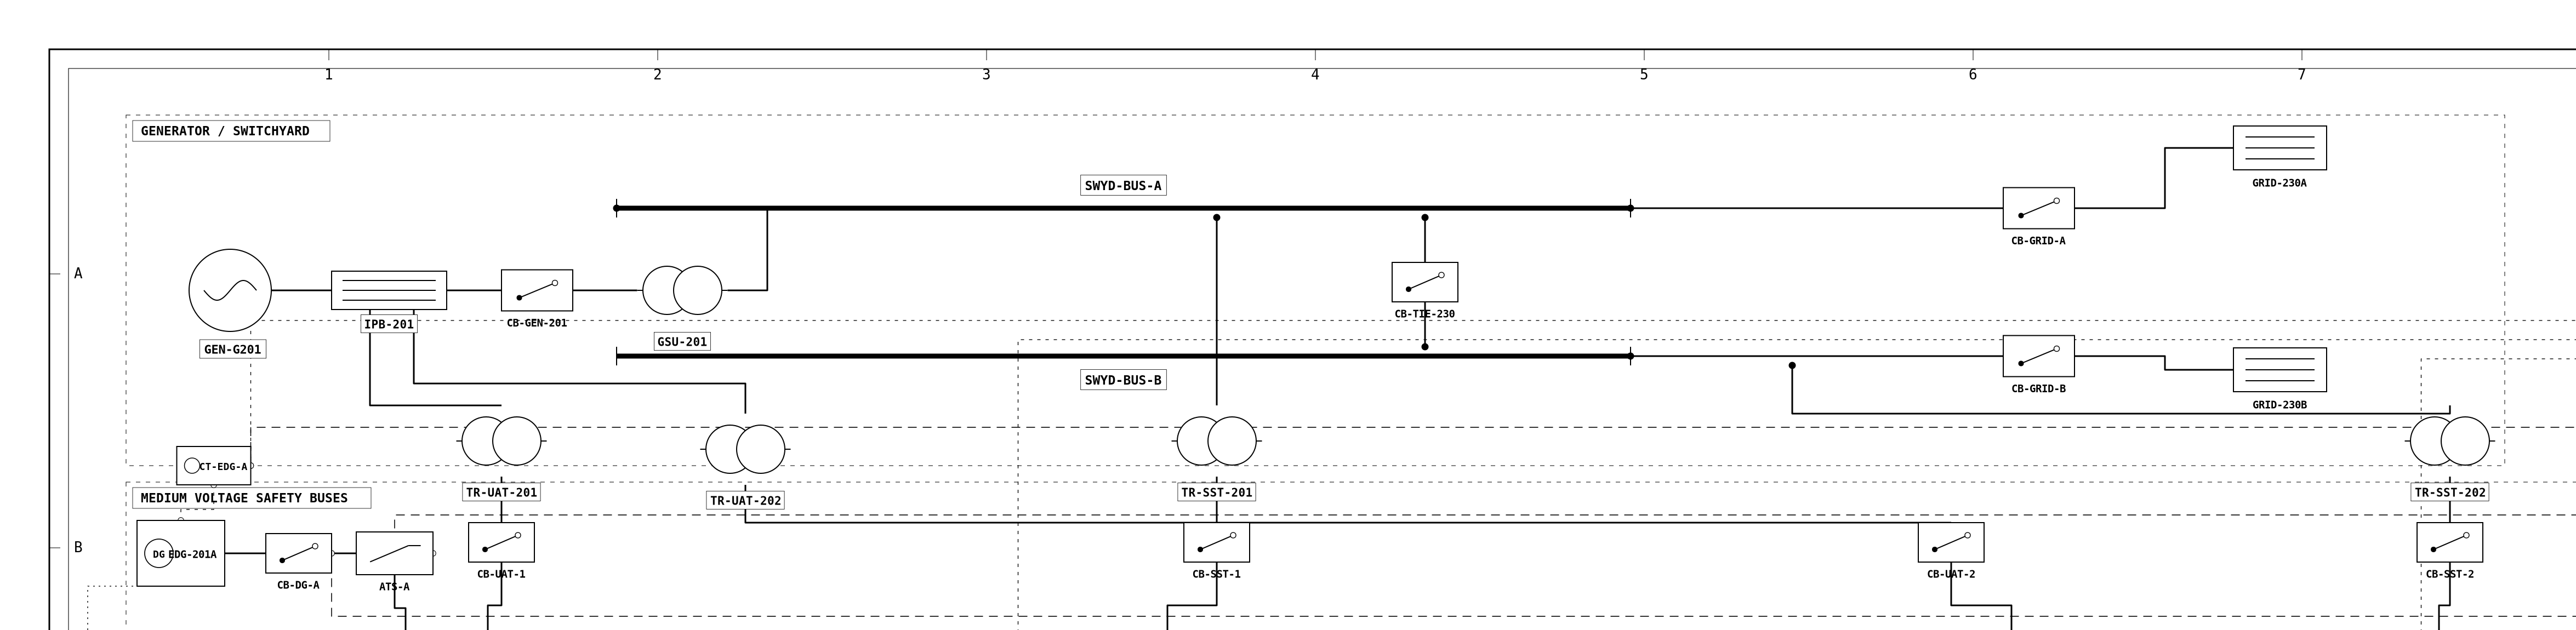 1 2 3 4 5 6 7
GENERATOR / SWITCHYARD
SWYD-BUS-A
GRID-230A
CB-GRID-A
A
IPB-201
CB-GEN-201
CB-TIE-230
GEN-G201
GSU-201
SWYD-BUS-B
CB-GRID-B
GRID-230B
CT-EDG-A
MEDIUM VOLTAGE SAFETY BUSES
TR-UAT-201
TR-UAT-202
TR-SST-201
TR-SST-202
B
DG EDG-201A
CB-DG-A
ATS-A
CB-UAT-1
CB-SST-1
CB-UAT-2
CB-SST-2